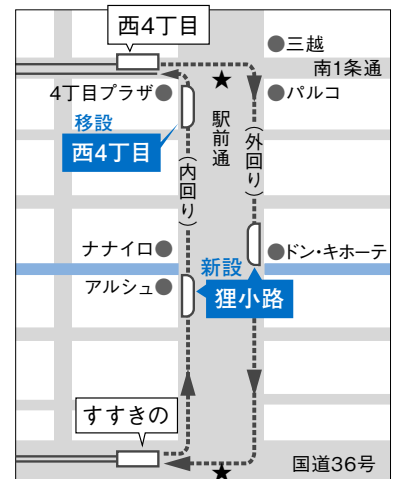 西4丁目
●三越
南1条通
★
4丁目プラザ●
●パルコ
移設
西4丁目
駅前通
(外回り)
(内回り)
ナナイロ●
●ドン・キホーテ
新設
アルシュ●
狸小路
すすきの
国道36号
★